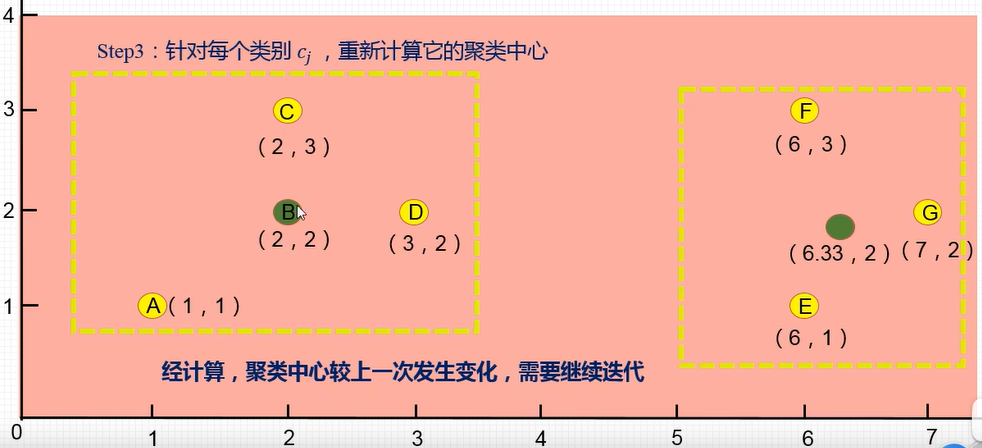 4
Step3：针对每个类别 cⱼ ，重新计算它的聚类中心
3
C
F
（2，3）
（6，3）
2
B
D
G
（2，2）
（3，2）
（6.33，2）
（7，2）
1
A（1，1）
E
（6，1）
经计算，聚类中心较上一次发生变化，需要继续迭代
0
1
2
3
4
5
6
7